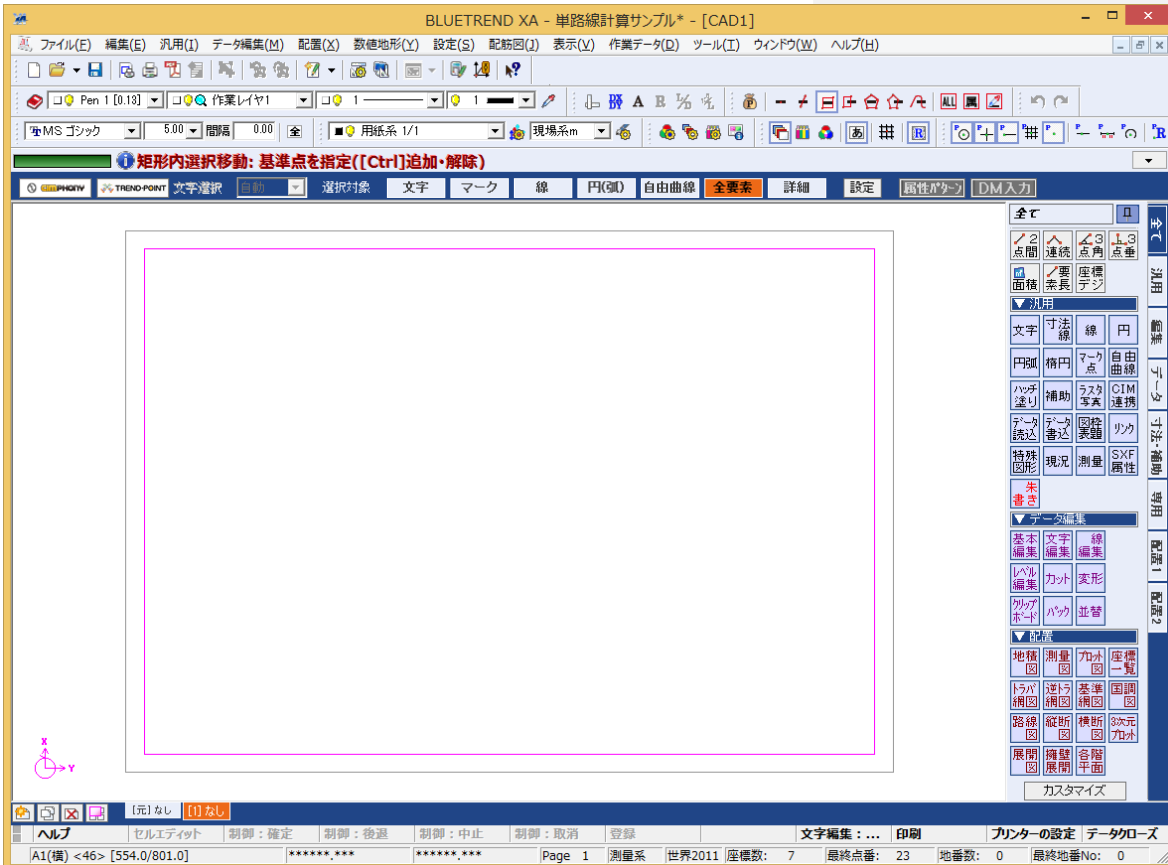 BLUETREND XA - 単路線計算サンプル* - [CAD1]
ファイル(F) 編集(E) 汎用(I) データ編集(M) 配置(X) 数値地形(Y) 設定(S) 配筋図(J) 表示(V) 作業データ(D) ツール(T) ウィンドウ(W) ヘルプ(H)
Pen 1 [0.13] 作業レイヤ1 1 1 A R ALL
MS ゴシック 5.00 間隔 0.00 全 用紙系 1/1 現場系m あ R R
矩形内選択移動: 基準点を指定([Ctrl]追加・解除)
TREND-POINT 文字選択 自動 選択対象 文字 マーク 線 円(弧) 自由曲線 全要素 詳細 設定 属性パターン DM入力
全て
2点間 連続 3点角 3点垂
面積 要素長 座標デジ
▼ 汎用
文字 寸法線 線 円
円弧 楕円 マーク点 自由曲線
ハッチ塗り 補助 ラスタ写真 CIM連携
データ読込 データ書込 図枠表題 リンク
特殊図形 現況 測量 SXF属性
朱書き
▼ データ編集
基本編集 文字編集 線編集
レベル編集 カット 変形
クリップボード パック 並替
▼ 配置
地積図 測量図 プロット図 座標一覧
トラバ網図 逆トラ網図 基準網図 国調図
路線図 縦断図 横断図 3次元プロット
展開図 擁壁展開 各階平面
カスタマイズ
全て
汎用
編集
データ
寸法・補助
専用
配置1
配置2
X
Y
[元] なし [1] なし
ヘルプ セルエディット 制御：確定 制御：後退 制御：中止 制御：取消 登録 文字編集：... 印刷 プリンターの設定 データクローズ
A1(横) <46> [554.0/801.0] ******.*** ******.*** Page 1 測量系 世界2011 座標数: 7 最終点番: 23 地番数: 0 最終地番No: 0